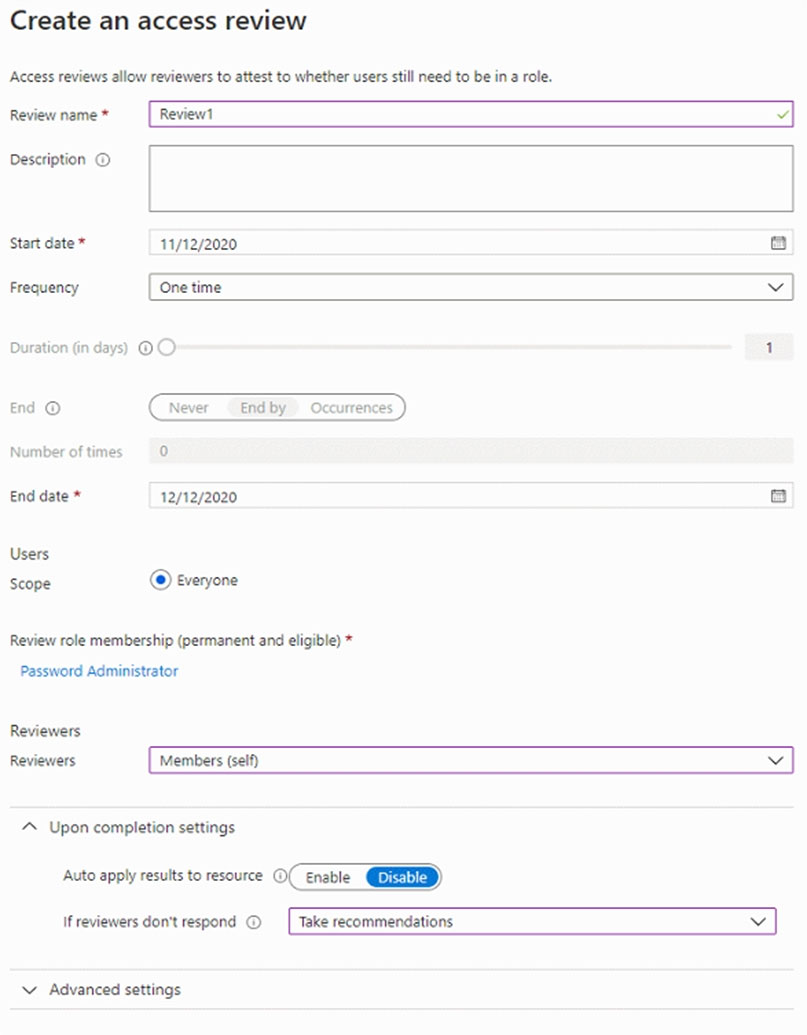 Create an access review
Access reviews allow reviewers to attest to whether users still need to be in a role.
Review name * Review1
Description
Start date * 11/12/2020
Frequency One time
Duration (in days) 1
End Never End by Occurrences
Number of times 0
End date * 12/12/2020
Users
Scope Everyone
Review role membership (permanent and eligible) *
Password Administrator
Reviewers
Reviewers Members (self)
Upon completion settings
Auto apply results to resource Enable Disable
If reviewers don't respond Take recommendations
Advanced settings